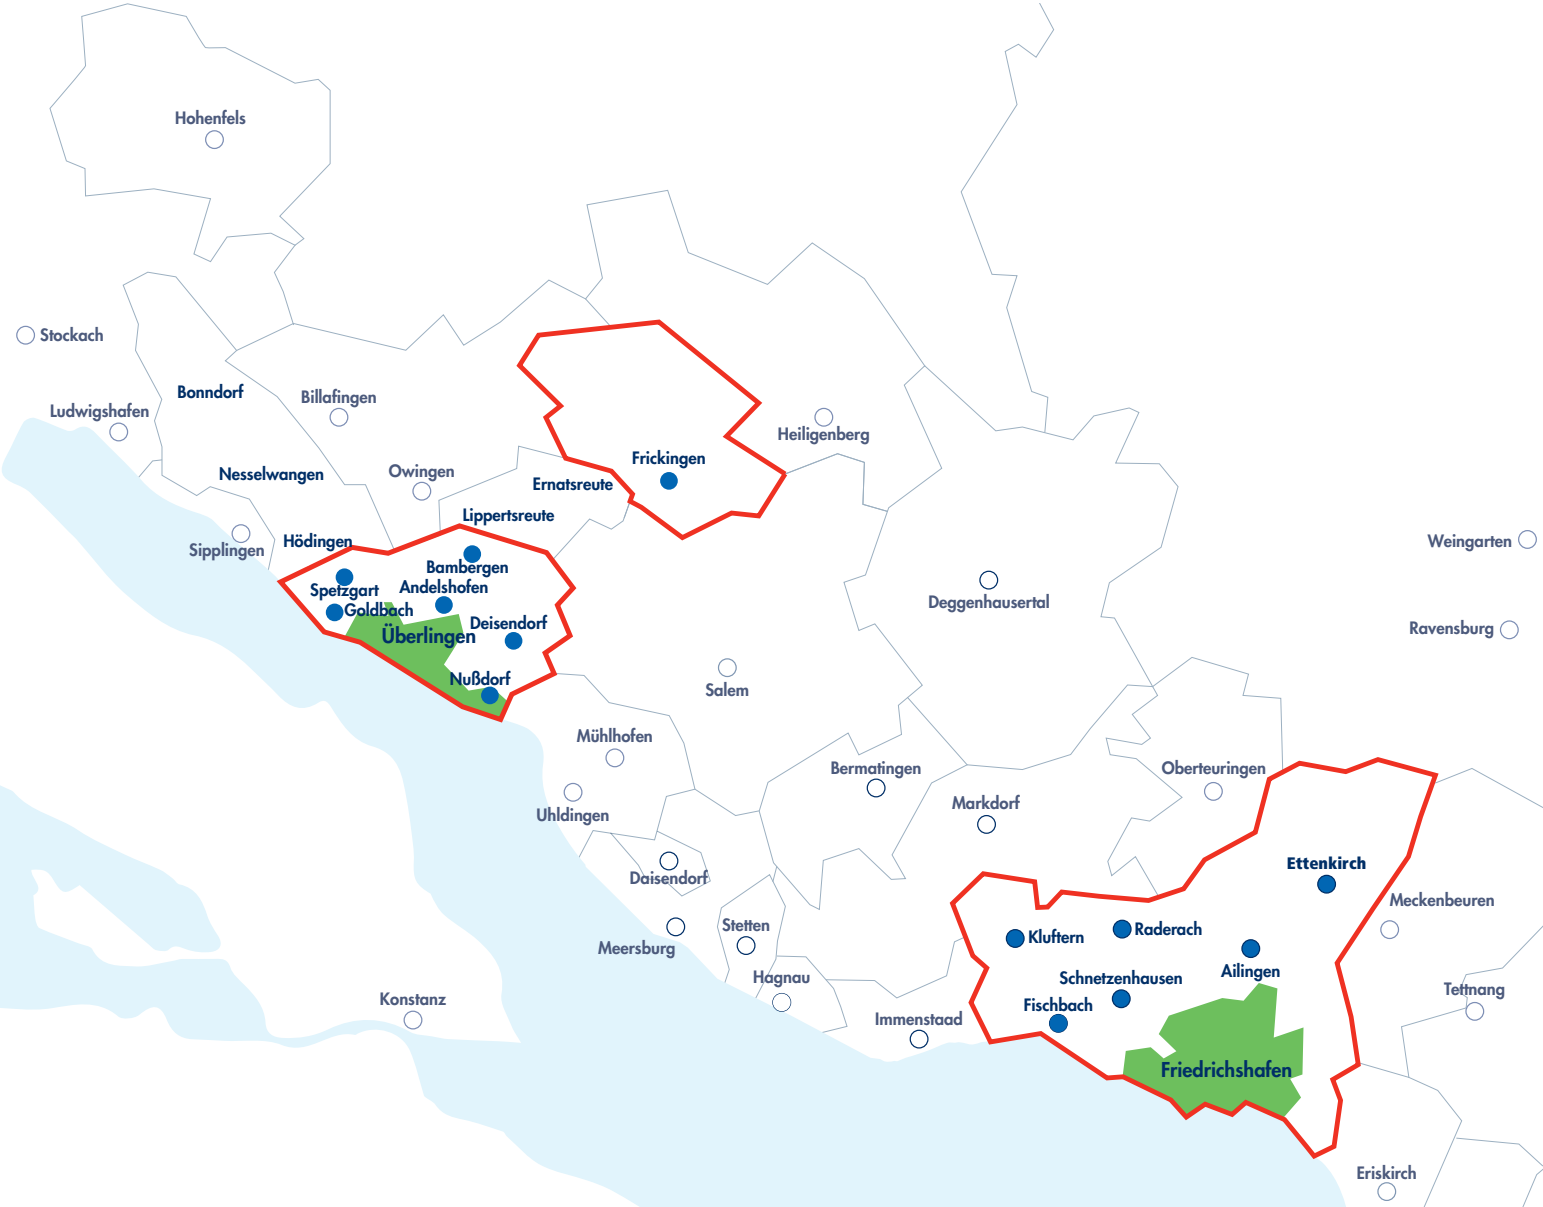 Hohenfels
Stockach
Bonndorf
Billafingen
Ludwigshafen
Heiligenberg
Frickingen
Owingen
Nesselwangen
Ernatsreute
Lippertsreute
Hödingen
Sipplingen
Weingarten
Bambergen
Spetzgart
Andelshofen
Deggenhausertal
Goldbach
Deisendorf
Überlingen
Ravensburg
Nußdorf
Salem
Mühlhofen
Bermatingen
Oberteuringen
Markdorf
Uhldingen
Ettenkirch
Daisendorf
Meckenbeuren
Stetten
Raderach
Kluftern
Meersburg
Ailingen
Hagnau
Schnetzenhausen
Tettnang
Konstanz
Fischbach
Immenstaad
Friedrichshafen
Eriskirch